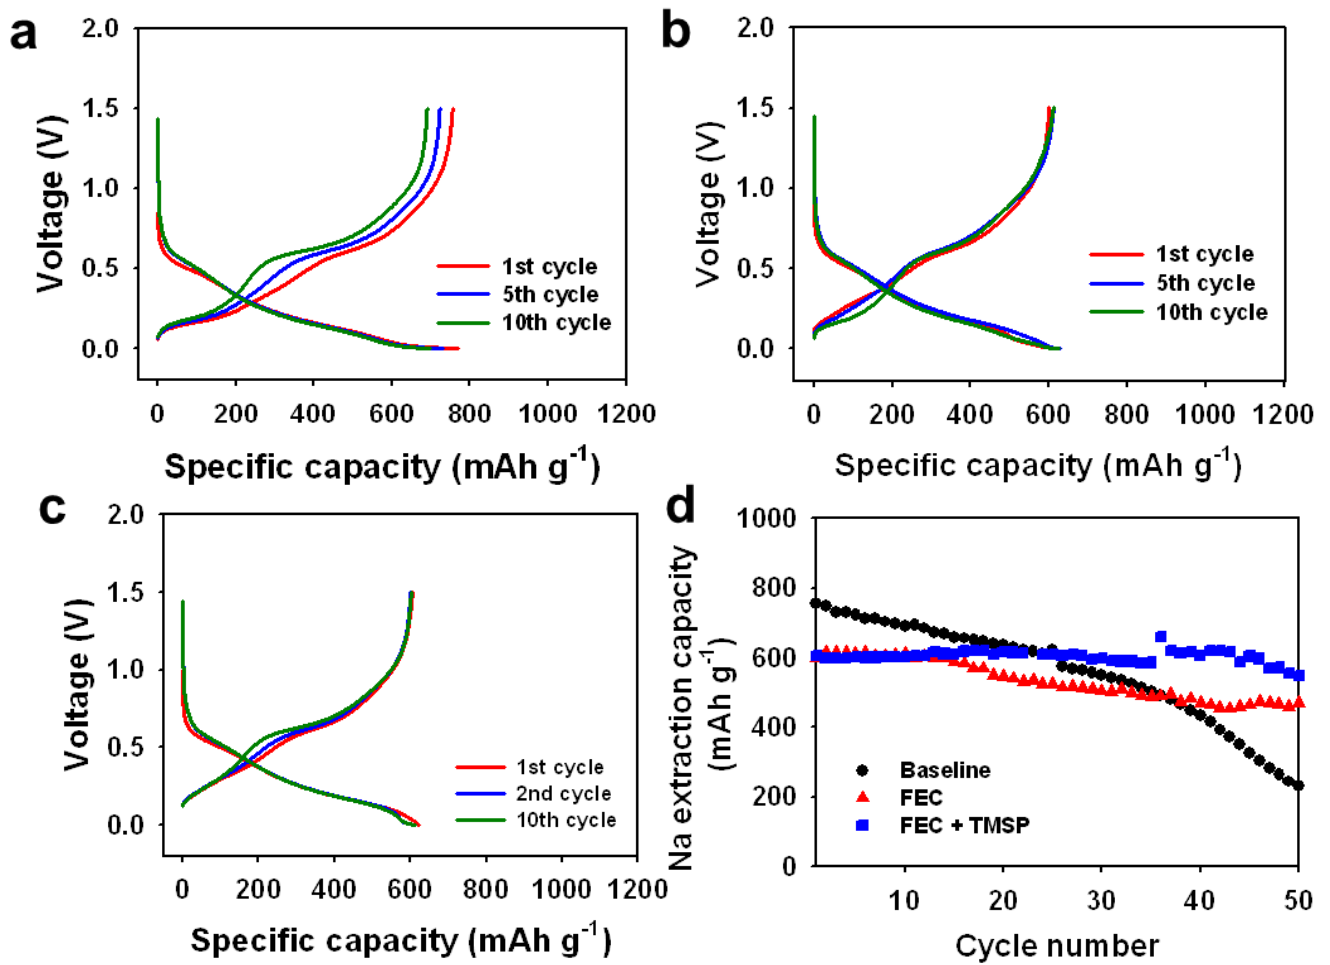 a
2.0
1.5
1.0
0.5
0.0
Voltage (V)
1st cycle
5th cycle
10th cycle
0 200 400 600 800 1000 1200
Specific capacity (mAh g⁻¹)
b
2.0
1.5
1.0
0.5
0.0
Voltage (V)
1st cycle
5th cycle
10th cycle
0 200 400 600 800 1000 1200
Specific capacity (mAh g⁻¹)
c
2.0
1.5
1.0
0.5
0.0
Voltage (V)
1st cycle
2nd cycle
10th cycle
0 200 400 600 800 1000 1200
Specific capacity (mAh g⁻¹)
d
1000
800
600
400
200
0
Na extraction capacity
(mAh g⁻¹)
Baseline
FEC
FEC + TMSP
10 20 30 40 50
Cycle number